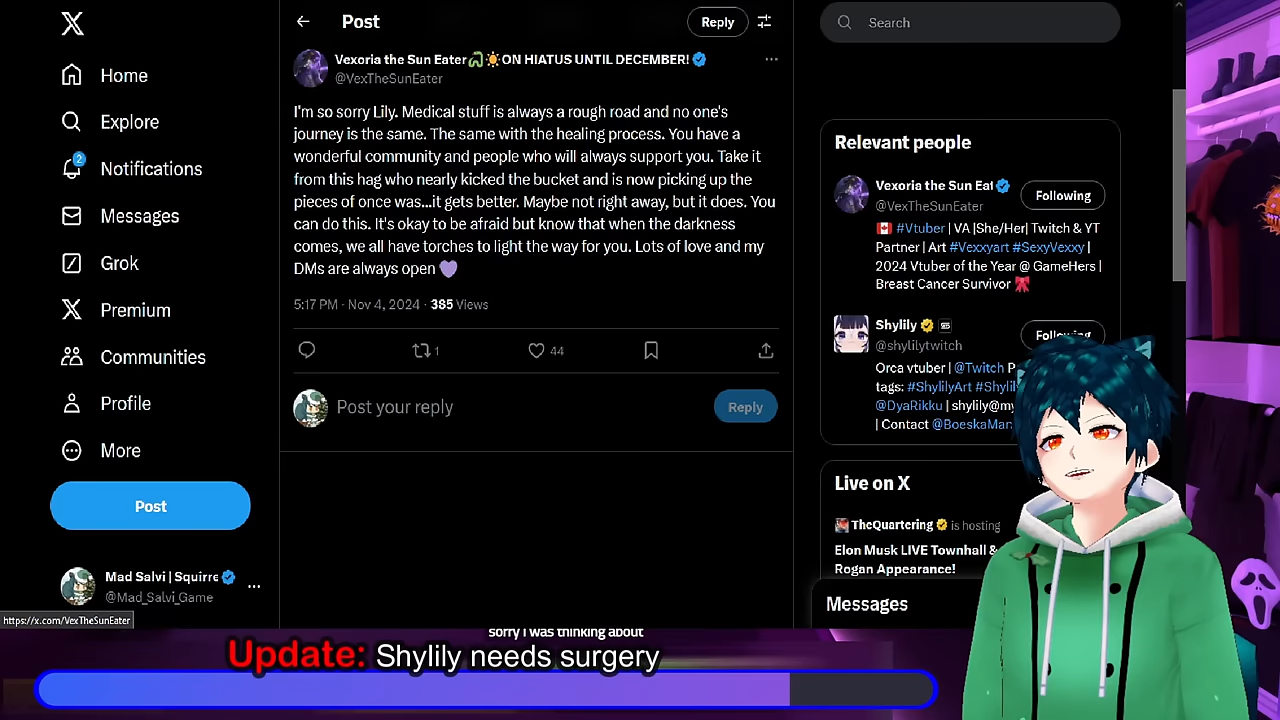 Home
Explore
2
Notifications
Messages
Grok
Premium
Communities
Profile
More
Post
Mad Salvi | Squirre
@Mad_Salvi_Game
https://x.com/VexTheSunEater
Post
Reply
Vexoria the Sun Eater🐍☀️ON HIATUS UNTIL DECEMBER!
@VexTheSunEater
I'm so sorry Lily. Medical stuff is always a rough road and no one's
journey is the same. The same with the healing process. You have a
wonderful community and people who will always support you. Take it
from this hag who nearly kicked the bucket and is now picking up the
pieces of once was...it gets better. Maybe not right away, but it does. You
can do this. It's okay to be afraid but know that when the darkness
comes, we all have torches to light the way for you. Lots of love and my
DMs are always open 💜
5:17 PM · Nov 4, 2024 · 385 Views
1
44
Post your reply
Reply
Search
Relevant people
Vexoria the Sun Eat
@VexTheSunEater
Following
🇨🇦 #Vtuber | VA |She/Her| Twitch & YT
Partner | Art #Vexxyart #SexyVexxy |
2024 Vtuber of the Year @ GameHers |
Breast Cancer Survivor 🎀
Shylily
@shylilytwitch
Following
Orca vtuber | @Twitch P
tags: #ShylilyArt #Shylil
@DyaRikku | shylily@my
| Contact @BoeskaMan
Live on X
TheQuartering is hosting
Elon Musk LIVE Townhall &
Rogan Appearance!
Messages
sorry I was thinking about
Update: Shylily needs surgery